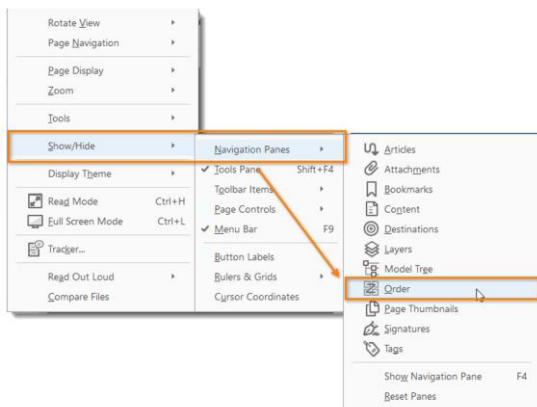 Rotate View
Page Navigation
Page Display
Zoom
Tools
Show/Hide
Display Theme
Read Mode Ctrl+H
Full Screen Mode Ctrl+L
Tracker...
Read Out Loud
Compare Files
Navigation Panes
Tools Pane Shift+F4
Toolbar Items
Page Controls
Menu Bar F9
Button Labels
Rulers & Grids
Cursor Coordinates
Articles
Attachments
Bookmarks
Content
Destinations
Layers
Model Tree
Order
Page Thumbnails
Signatures
Tags
Show Navigation Pane F4
Reset Panes